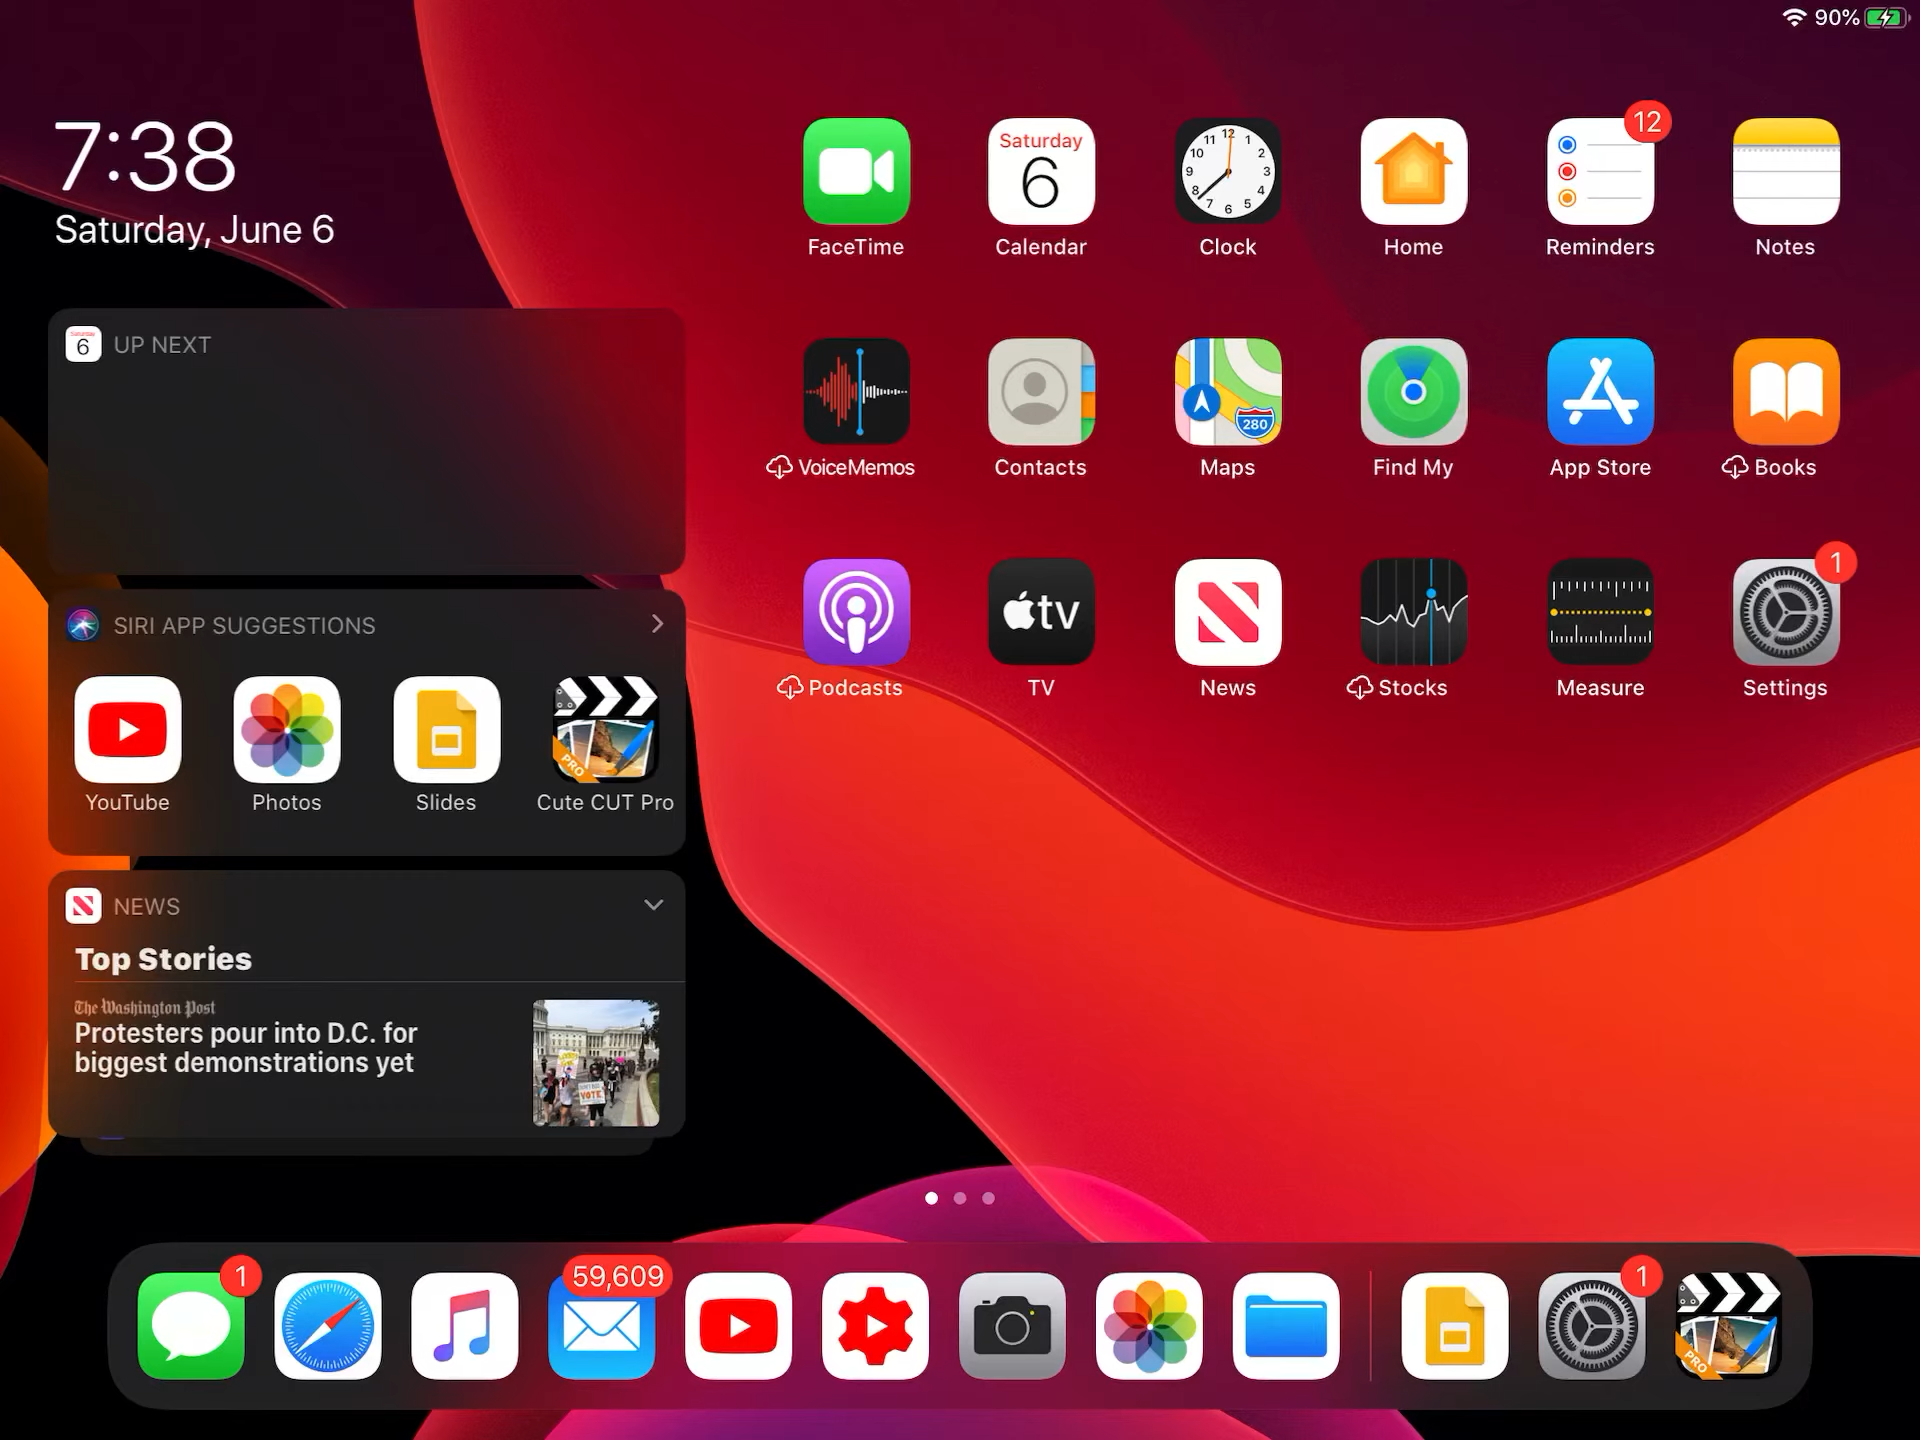 90%
7:38
Saturday, June 6
Saturday
6
12
FaceTime
Calendar
Clock
Home
Reminders
Notes
280
VoiceMemos
Contacts
Maps
Find My
App Store
Books
tv
1
Podcasts
TV
News
Stocks
Measure
Settings
6 UP NEXT
SIRI APP SUGGESTIONS
PRO
YouTube
Photos
Slides
Cute CUT Pro
NEWS
Top Stories
The Washington Post
Protesters pour into D.C. for
biggest demonstrations yet
VOTE
1
59,609
1
PRO